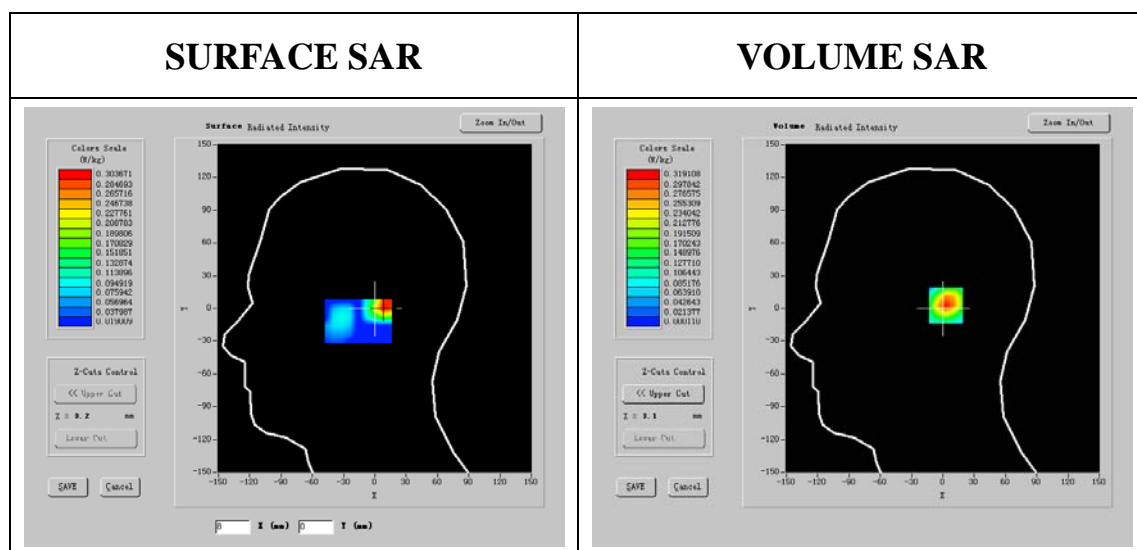 SURFACE SAR
VOLUME SAR
Surface Radiated Intensity
Zoom In/Out
Colors Scale
(W/kg)
0.303671
0.284693
0.265716
0.246738
0.227761
0.208783
0.189806
0.170829
0.151851
0.132874
0.113896
0.094919
0.075942
0.056964
0.037987
0.019009
Z-Cuts Control
<< Upper Cut
Z = 3.2 mm
Lower Cut
SAVE Cancel
150
90
60
30
0
-30
-60
-90
-120
-150
Y
-150 -120 -90 -60 -30 0 30 60 90 120 150
X
8 X (mm) 0 Y (mm)
Volume Radiated Intensity
Zoom In/Out
Colors Scale
(W/kg)
0.319108
0.297842
0.276575
0.255309
0.234042
0.212776
0.191509
0.170243
0.148976
0.127710
0.106443
0.085176
0.063910
0.042643
0.021377
0.000110
Z-Cuts Control
<< Upper Cut
Z = 3.1 mm
Lower Cut
SAVE Cancel
150
90
60
30
0
-30
-60
-90
-120
-150
Y
-150 -120 -90 -60 -30 0 30 60 90 120 150
X